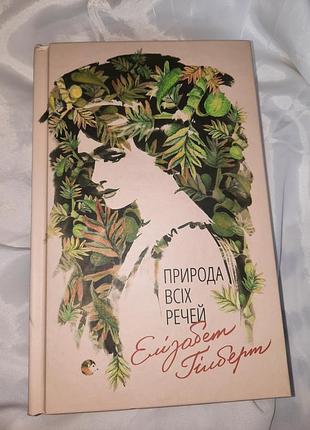 ПРИРОДА
ВСІХ
РЕЧЕЙ
Елізабет
Ґілберт